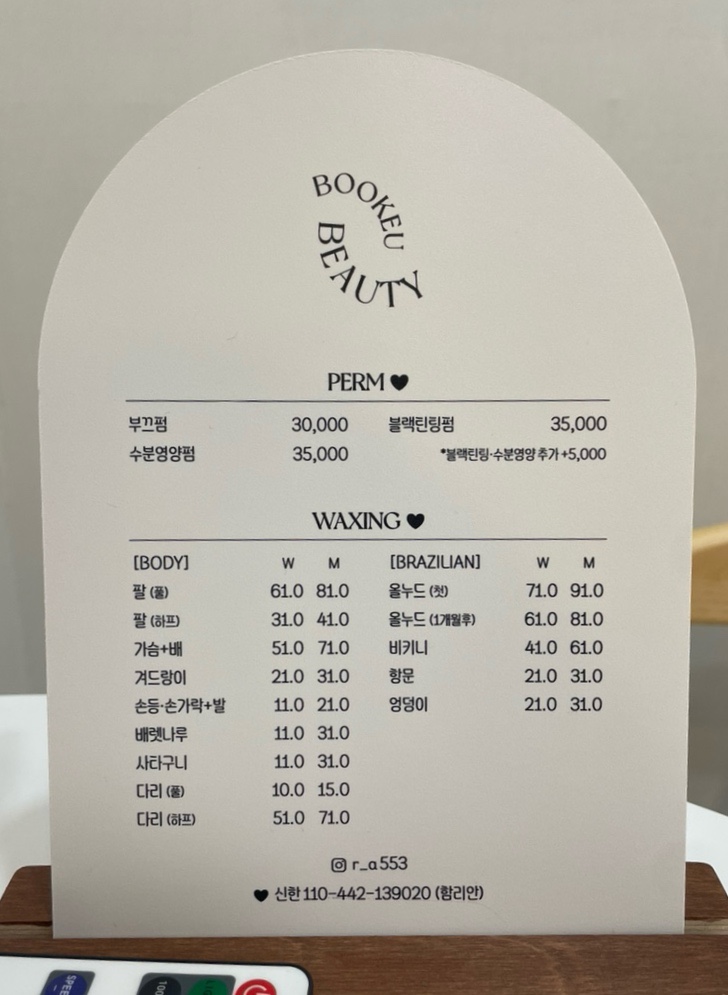 BOOKEU
BEAUTY
PERM ♥
부끄펌 30,000 블랙틴팅펌 35,000
수분영양펌 35,000 *블랙틴팅·수분영양 추가 +5,000
WAXING ♥
[BODY] W M [BRAZILIAN] W M
팔 (풀) 61.0 81.0 올누드 (첫) 71.0 91.0
팔 (하프) 31.0 41.0 올누드 (1개월후) 61.0 81.0
가슴+배 51.0 71.0 비키니 41.0 61.0
겨드랑이 21.0 31.0 항문 21.0 31.0
손등·손가락+발 11.0 21.0 엉덩이 21.0 31.0
배렛나루 11.0 31.0
사타구니 11.0 31.0
다리 (풀) 10.0 15.0
다리 (하프) 51.0 71.0
r_a553
♥ 신한 110-442-139020 (함리안)
SPEED
100